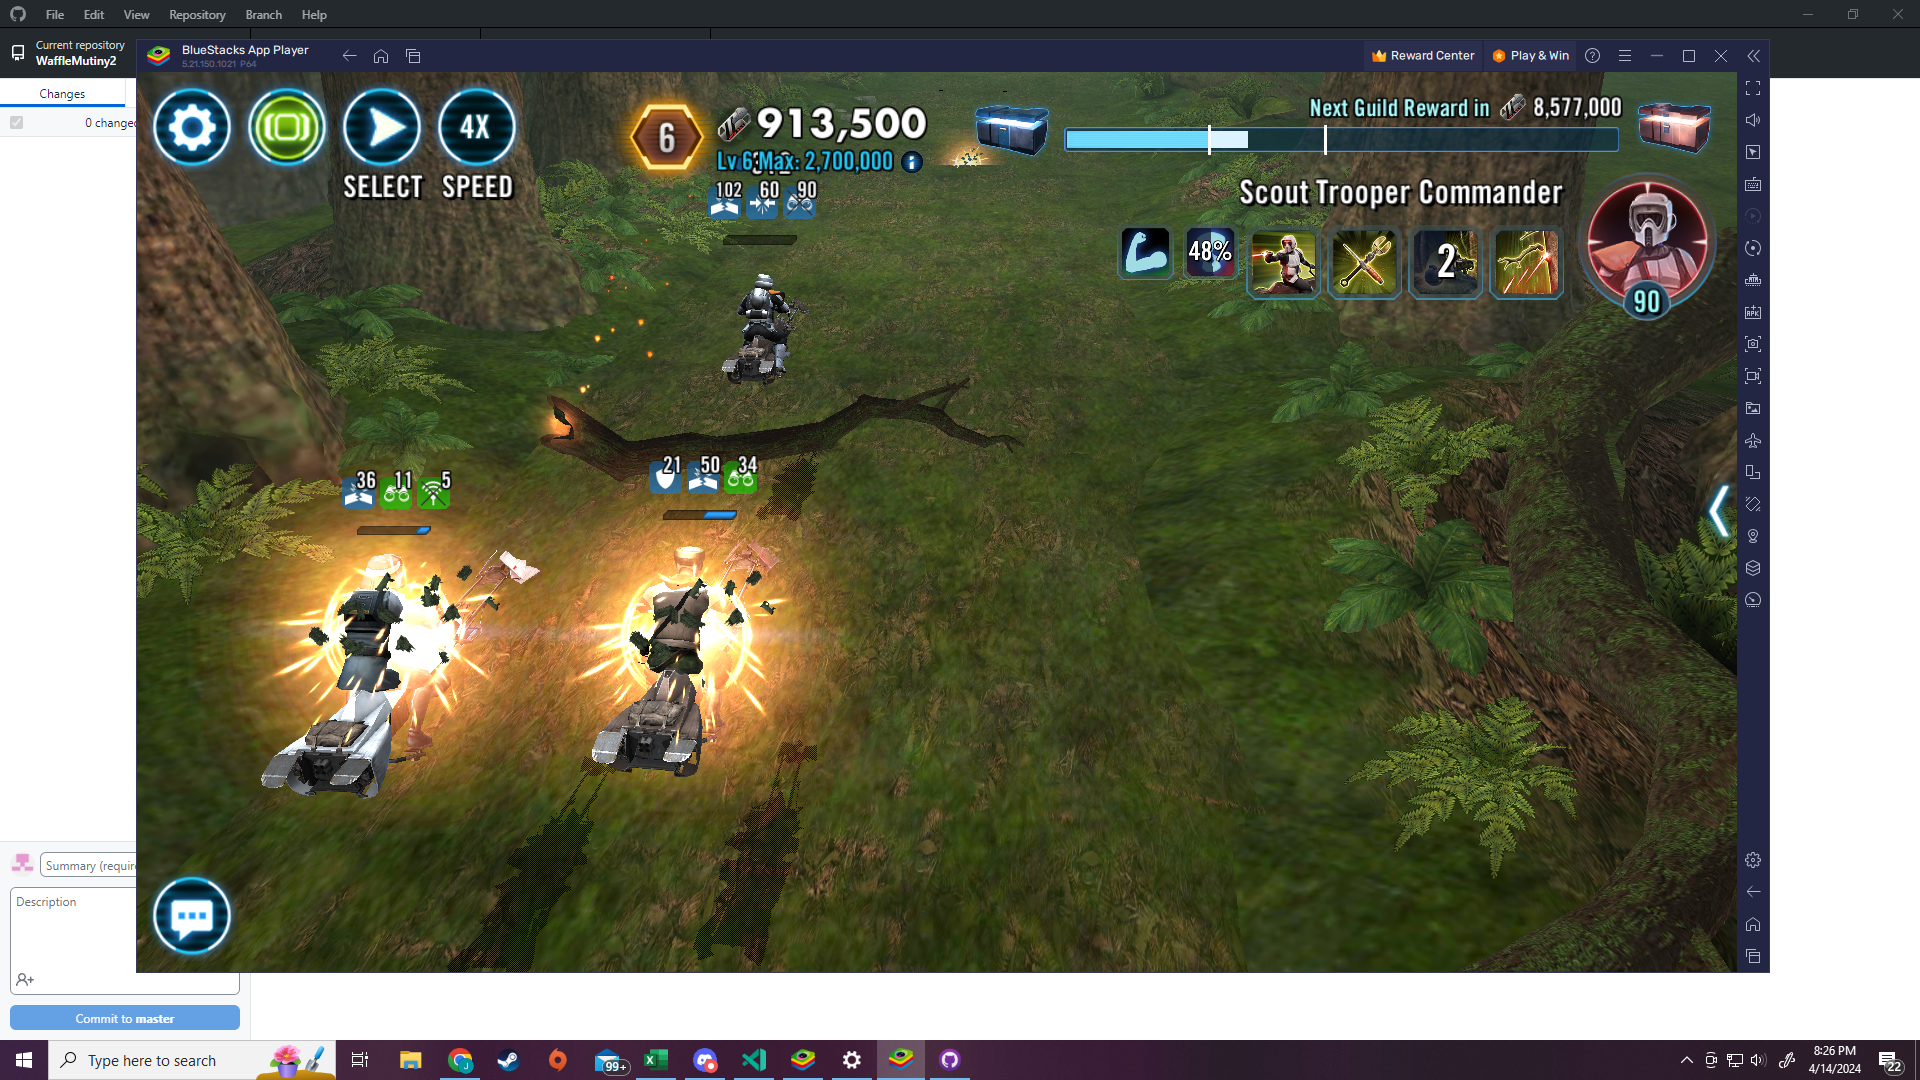 File Edit View Repository Branch Help
Current repository
WaffleMutiny2
Changes
0 changed
Summary (requir
Description
Commit to master
BlueStacks App Player
5.21.150.1021 P64
Reward Center
Play & Win
4X
SELECT SPEED
6
913,500
Lv 6 Max: 2,700,000
Next Guild Reward in 8,577,000
Scout Trooper Commander
48%
2
90
102 60 90
36 11 5
21 50 34
Type here to search
99+
8:26 PM
4/14/2024
22